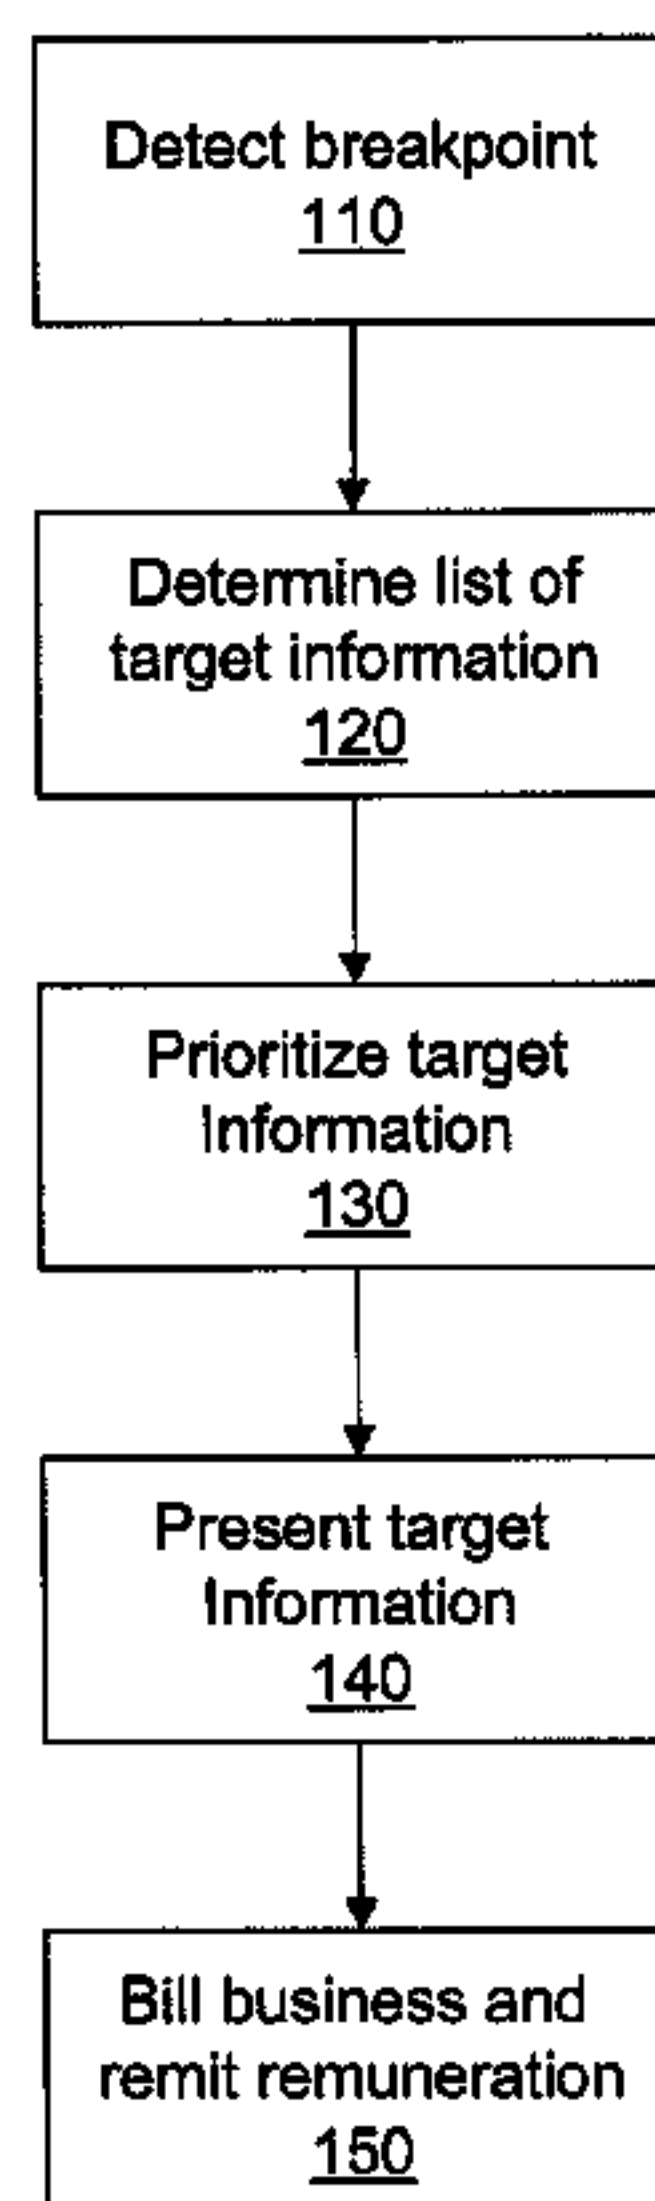 Detect breakpoint
110
Determine list of
target information
120
Prioritize target
Information
130
Present target
Information
140
Bill business and
remit remuneration
150